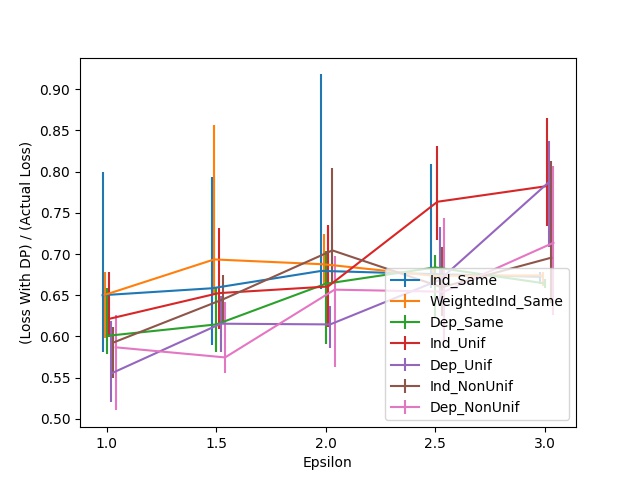 0.90
0.85
0.80
0.75
0.70
0.65
0.60
0.55
0.50
(Loss With DP) / (Actual Loss)
Ind_Same
WeightedInd_Same
Dep_Same
Ind_Unif
Dep_Unif
Ind_NonUnif
Dep_NonUnif
1.0 1.5 2.0 2.5 3.0
Epsilon